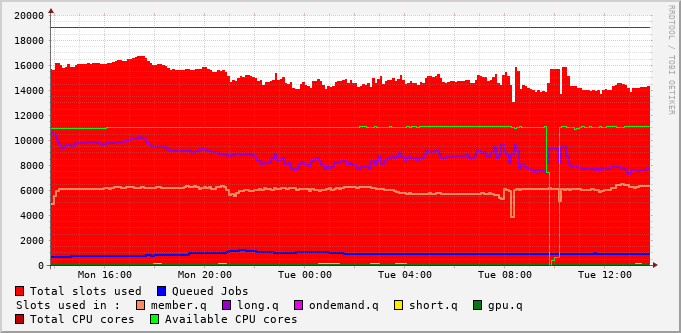 20000
18000
16000
14000
12000
10000
8000
6000
4000
2000
0
Mon 16:00 Mon 20:00 Tue 00:00 Tue 04:00 Tue 08:00 Tue 12:00
RRDTOOL / TOBI OETIKER
Total slots used Queued Jobs
Slots used in : member.q long.q ondemand.q short.q gpu.q
Total CPU cores Available CPU cores